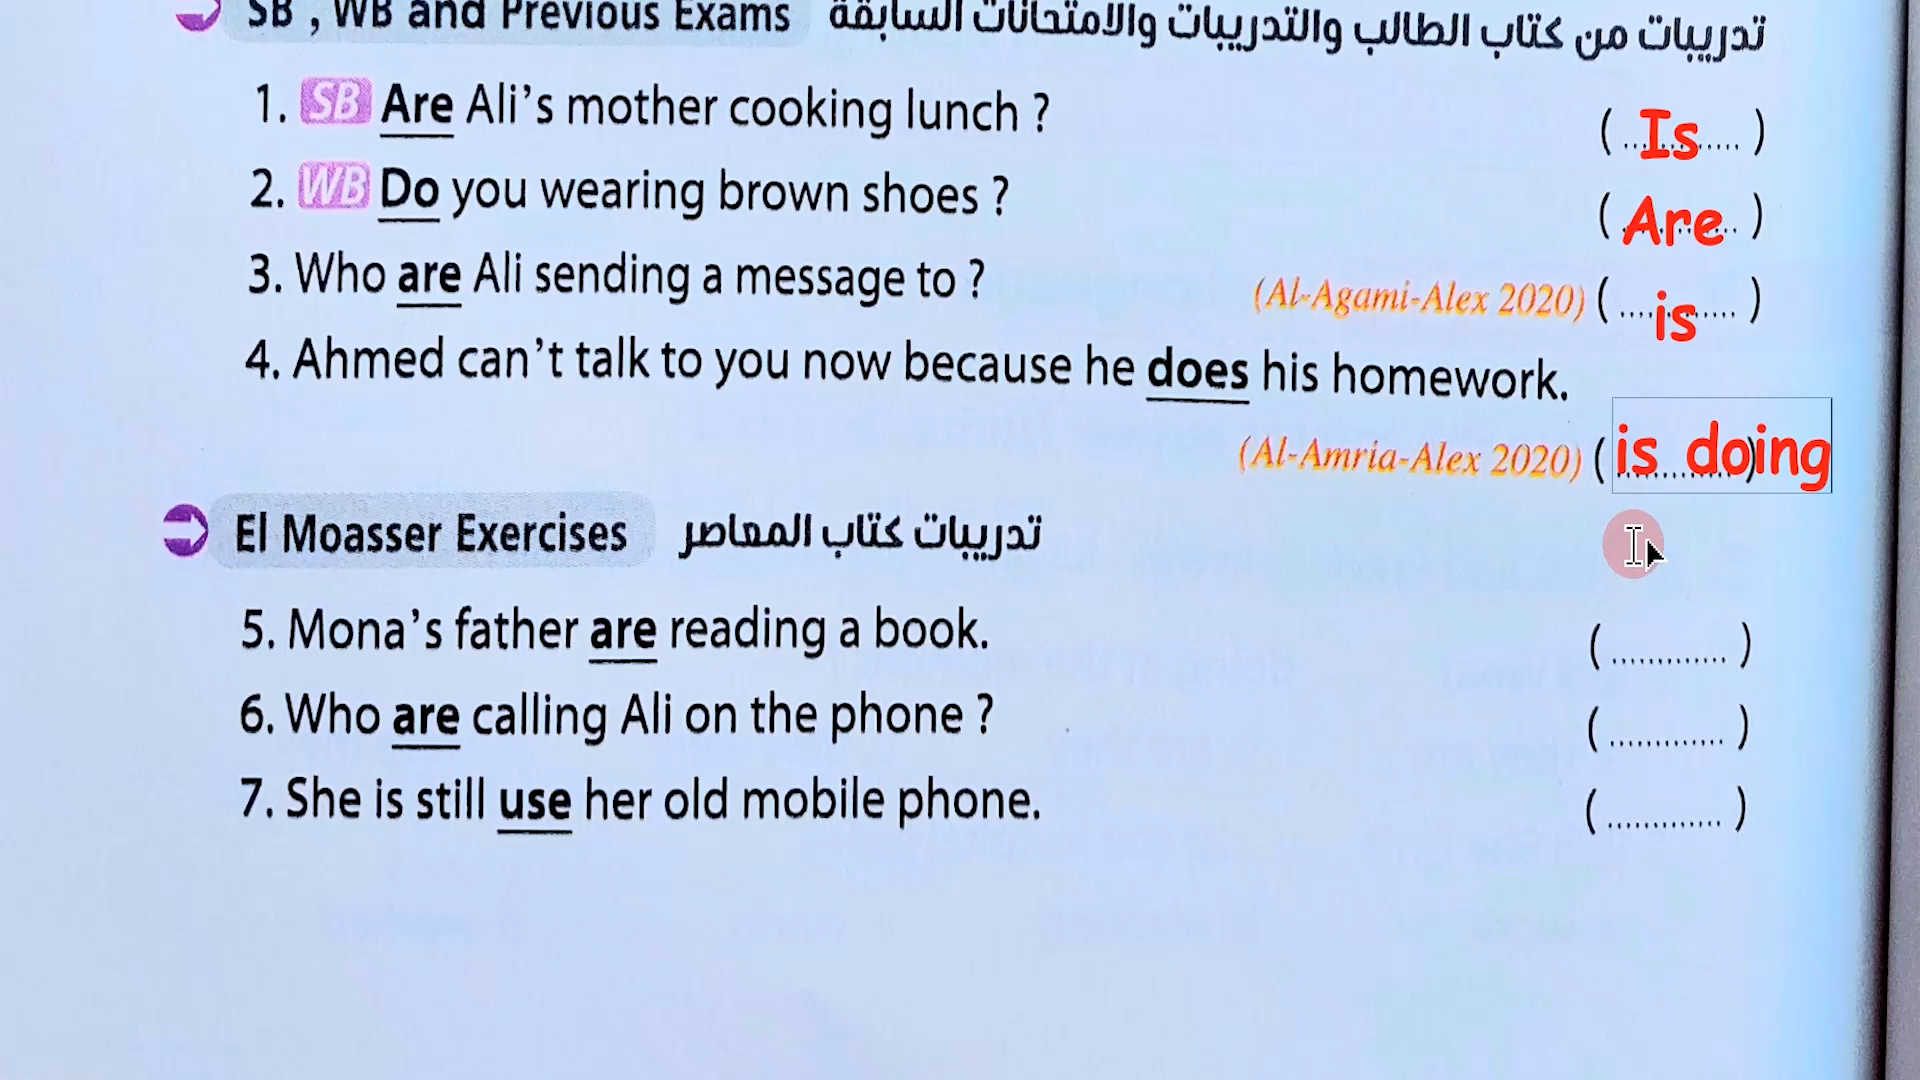 SB , WB and Previous Exams تدريبات من كتاب الطالب والتدريبات والامتحانات السابقة
1. SB Are Ali's mother cooking lunch ? (....Is....)
2. WB Do you wearing brown shoes ? (....Are....)
3. Who are Ali sending a message to ? (Al-Agami-Alex 2020) (....is....)
4. Ahmed can't talk to you now because he does his homework.
(Al-Amria-Alex 2020) (is doing)
El Moasser Exercises تدريبات كتاب المعاصر
5. Mona's father are reading a book. (.............)
6. Who are calling Ali on the phone ? (.............)
7. She is still use her old mobile phone. (.............)